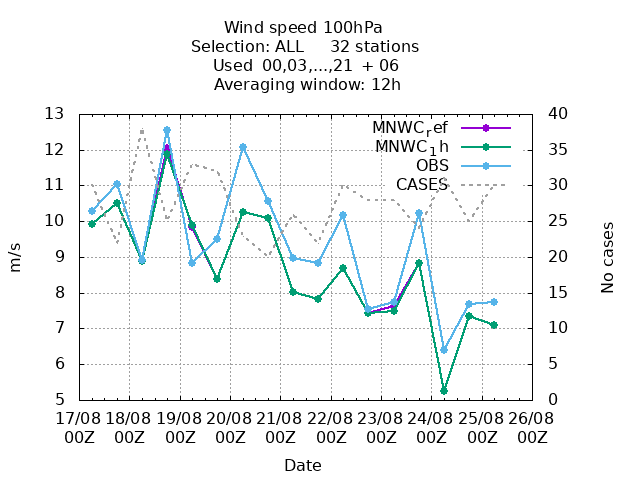 Wind speed 100hPa
Selection: ALL 32 stations
Used 00,03,...,21 + 06
Averaging window: 12h
13 40
MNWCref
12 35
MNWC1h
OBS
11 CASES 30
10 25
9 20
8 15
7 10
6 5
5 0
m/s
No cases
17/08 18/08 19/08 20/08 21/08 22/08 23/08 24/08 25/08 26/08
00Z 00Z 00Z 00Z 00Z 00Z 00Z 00Z 00Z 00Z
Date